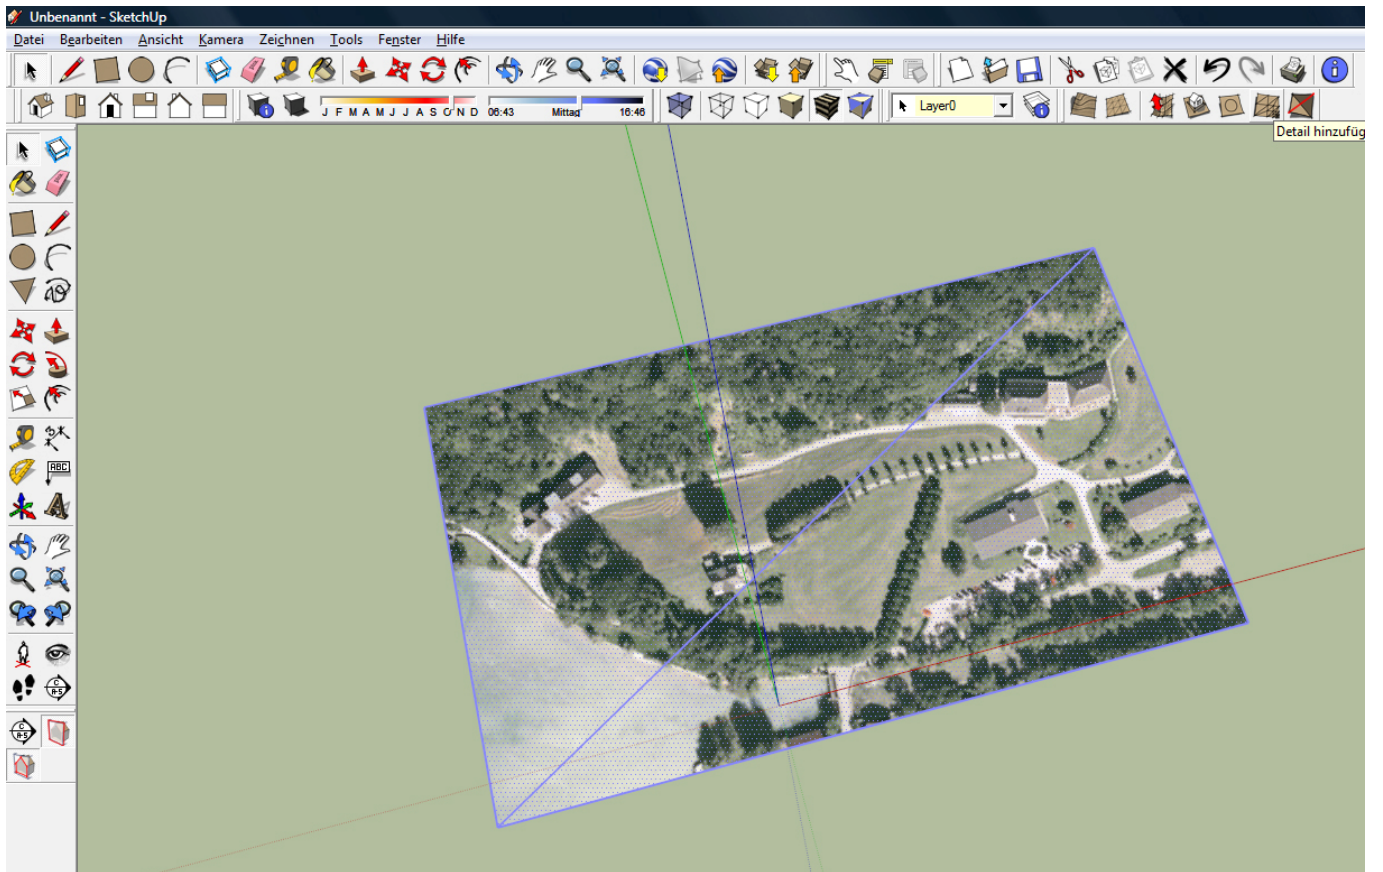 Unbenannt - SketchUp
Datei Bearbeiten Ansicht Kamera Zeichnen Tools Fenster Hilfe
J F M A M J J A S O N D 06:43 Mittag 16:46 Layer0
Detail hinzufüg
ABC